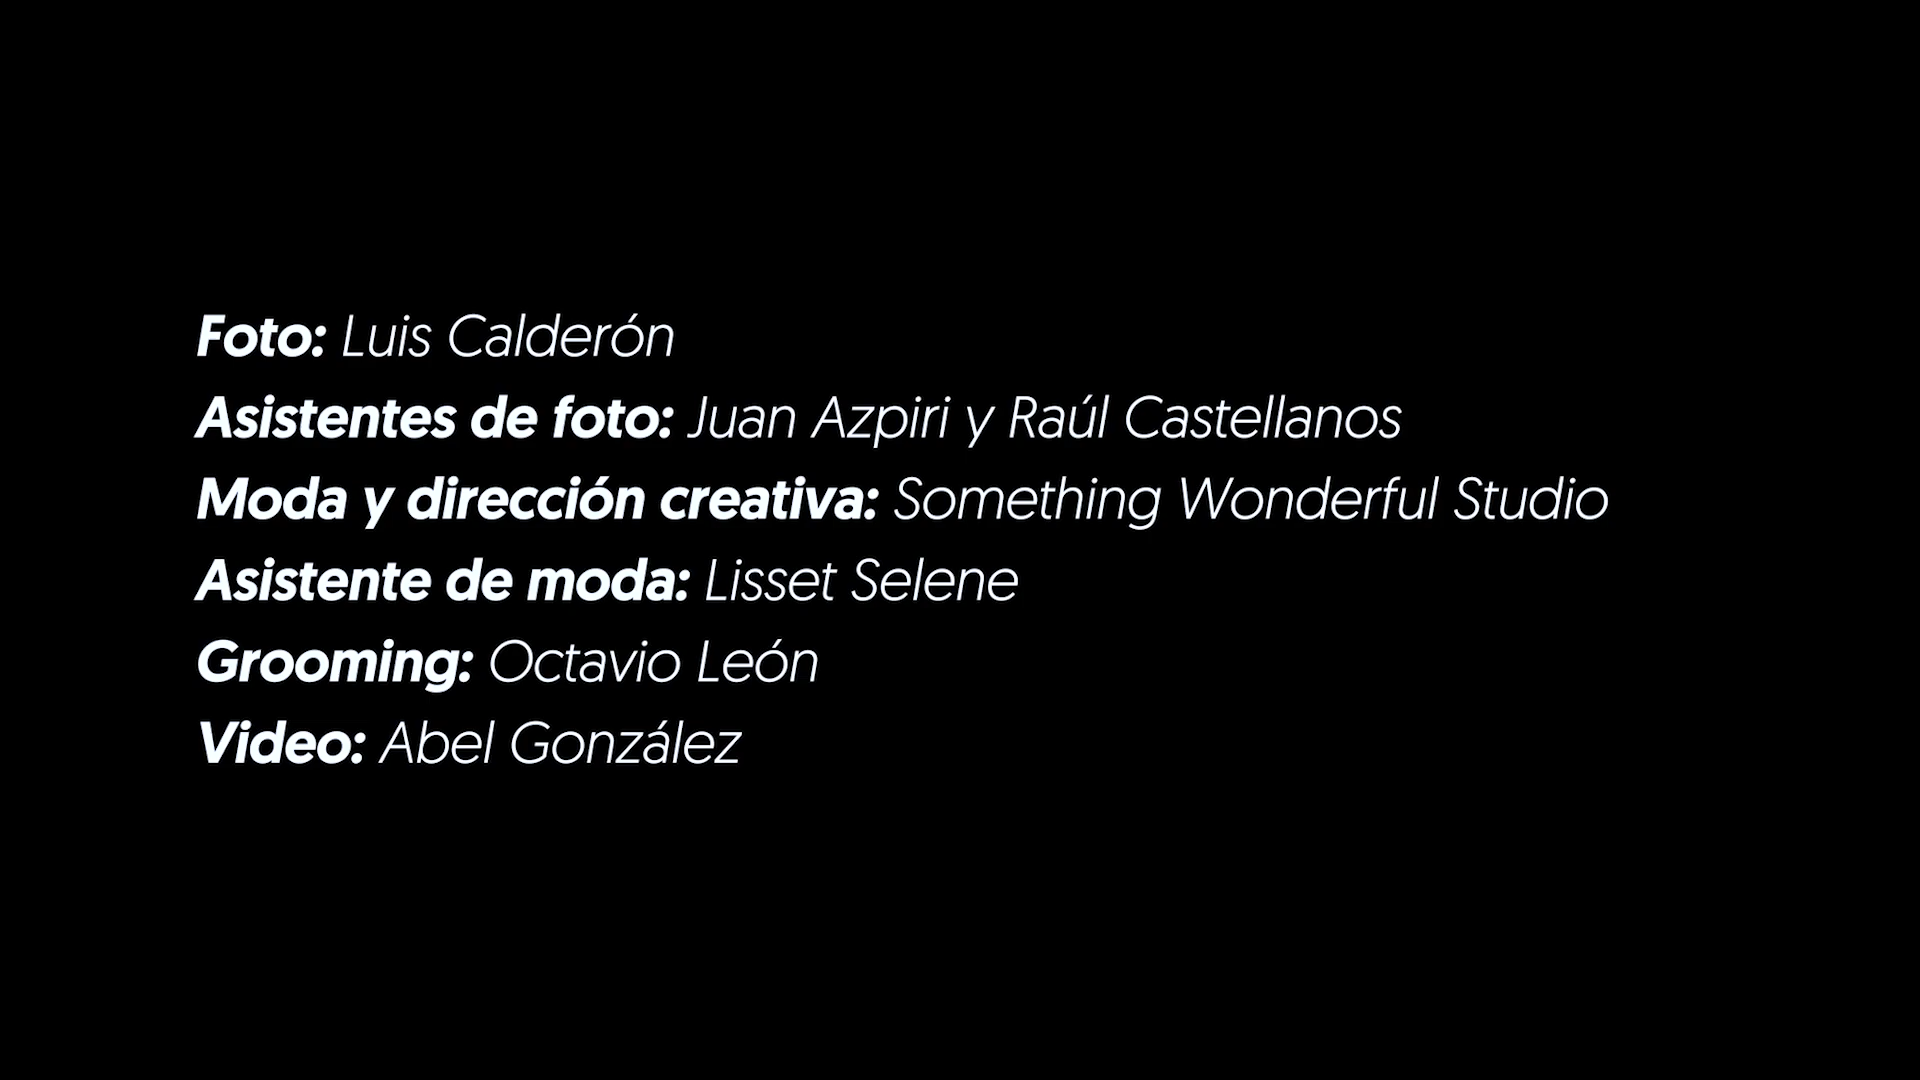 Foto: Luis Calderón
Asistentes de foto: Juan Azpiri y Raúl Castellanos
Moda y dirección creativa: Something Wonderful Studio
Asistente de moda: Lisset Selene
Grooming: Octavio León
Video: Abel González